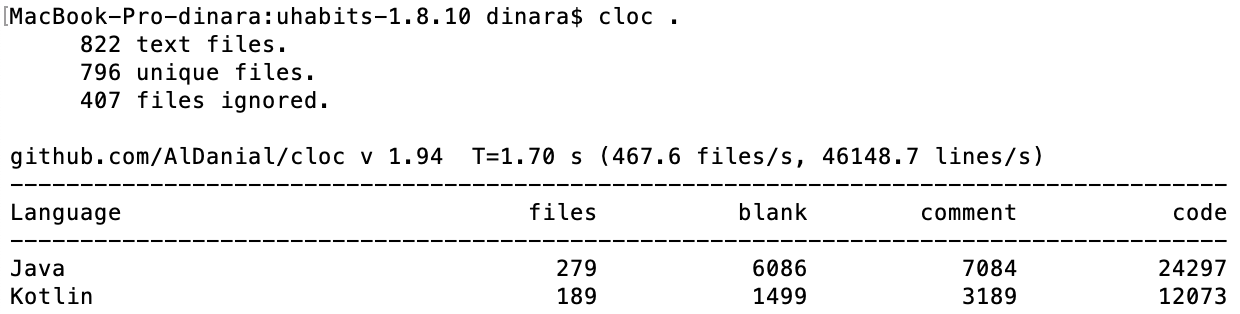 [MacBook-Pro-dinara:uhabits-1.8.10 dinara$ cloc .
     822 text files.
     796 unique files.
     407 files ignored.

github.com/AlDanial/cloc v 1.94  T=1.70 s (467.6 files/s, 46148.7 lines/s)
---------------------------------------------------------------------------------------
Language                             files          blank        comment           code
---------------------------------------------------------------------------------------
Java                                   279           6086           7084          24297
Kotlin                                 189           1499           3189          12073